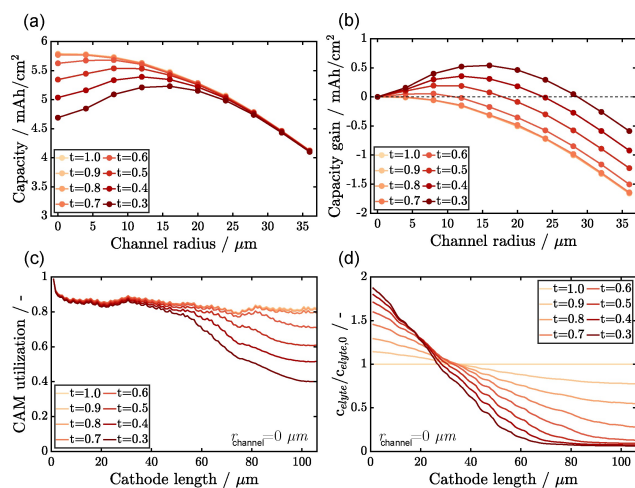 (a)
Capacity / mAh/cm²
6
5.5
5
4.5
4
3.5
3
t=1.0 t=0.6
t=0.9 t=0.5
t=0.8 t=0.4
t=0.7 t=0.3
0 5 10 15 20 25 30 35
Channel radius / μm
(b)
Capacity gain / mAh/cm²
1
0.5
0
-0.5
-1
-1.5
-2
t=1.0 t=0.6
t=0.9 t=0.5
t=0.8 t=0.4
t=0.7 t=0.3
0 5 10 15 20 25 30 35
Channel radius / μm
(c)
CAM utilization / -
1
0.8
0.6
0.4
0.2
0
t=1.0 t=0.6
t=0.9 t=0.5
t=0.8 t=0.4
t=0.7 t=0.3
r_channel=0 μm
0 20 40 60 80 100
Cathode length / μm
(d)
c_elyte/c_elyte,0 / -
2
1.5
1
0.5
0
t=1.0 t=0.6
t=0.9 t=0.5
t=0.8 t=0.4
t=0.7 t=0.3
r_channel=0 μm
0 20 40 60 80 100
Cathode length / μm